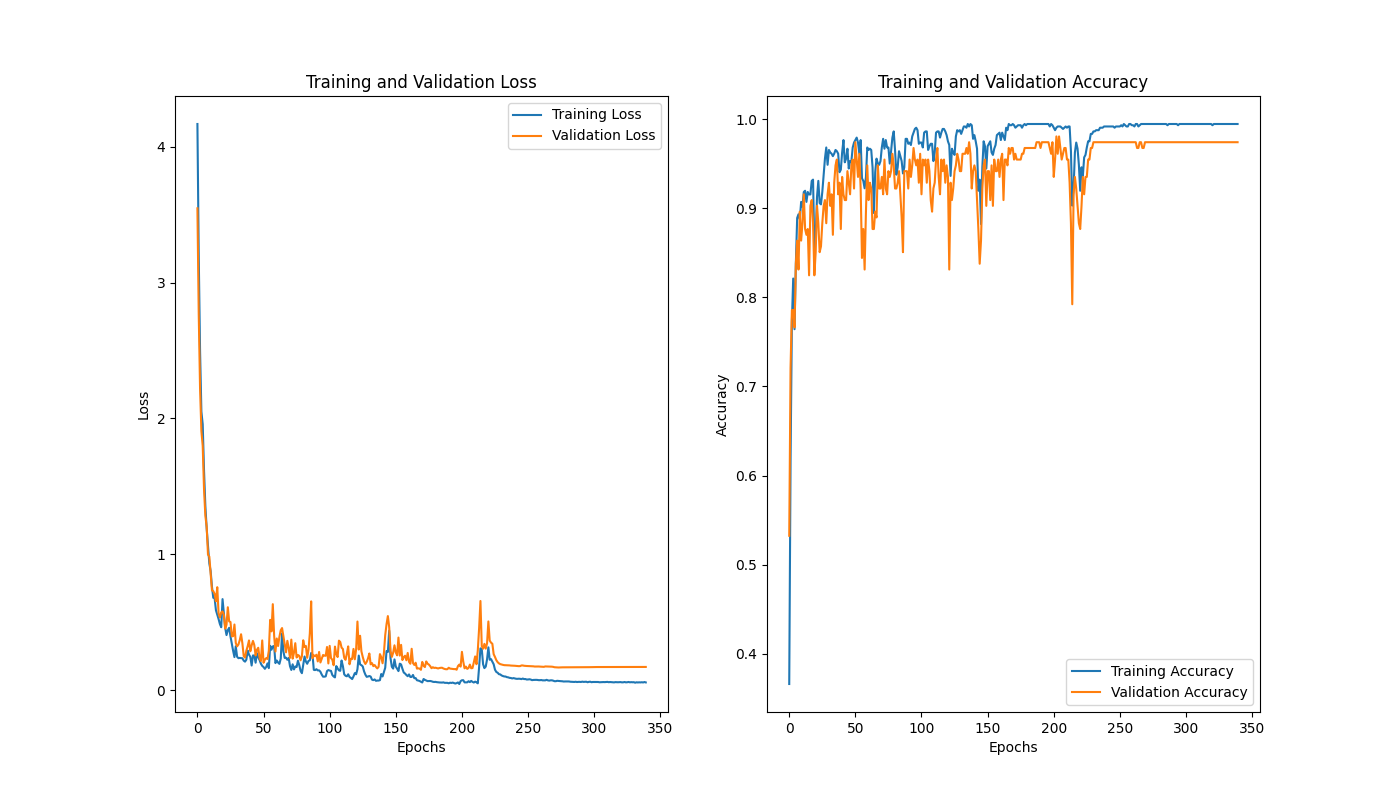 Training and Validation Loss
Training Loss
Validation Loss
4
3
2
1
0
Loss
0 50 100 150 200 250 300 350
Epochs
Training and Validation Accuracy
1.0
0.9
0.8
0.7
0.6
0.5
0.4
Accuracy
Training Accuracy
Validation Accuracy
0 50 100 150 200 250 300 350
Epochs